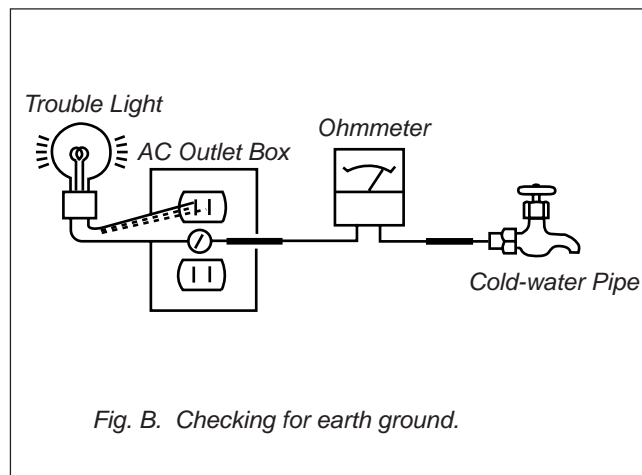 Trouble Light
AC Outlet Box
Ohmmeter
Cold-water Pipe
Fig. B.  Checking for earth ground.